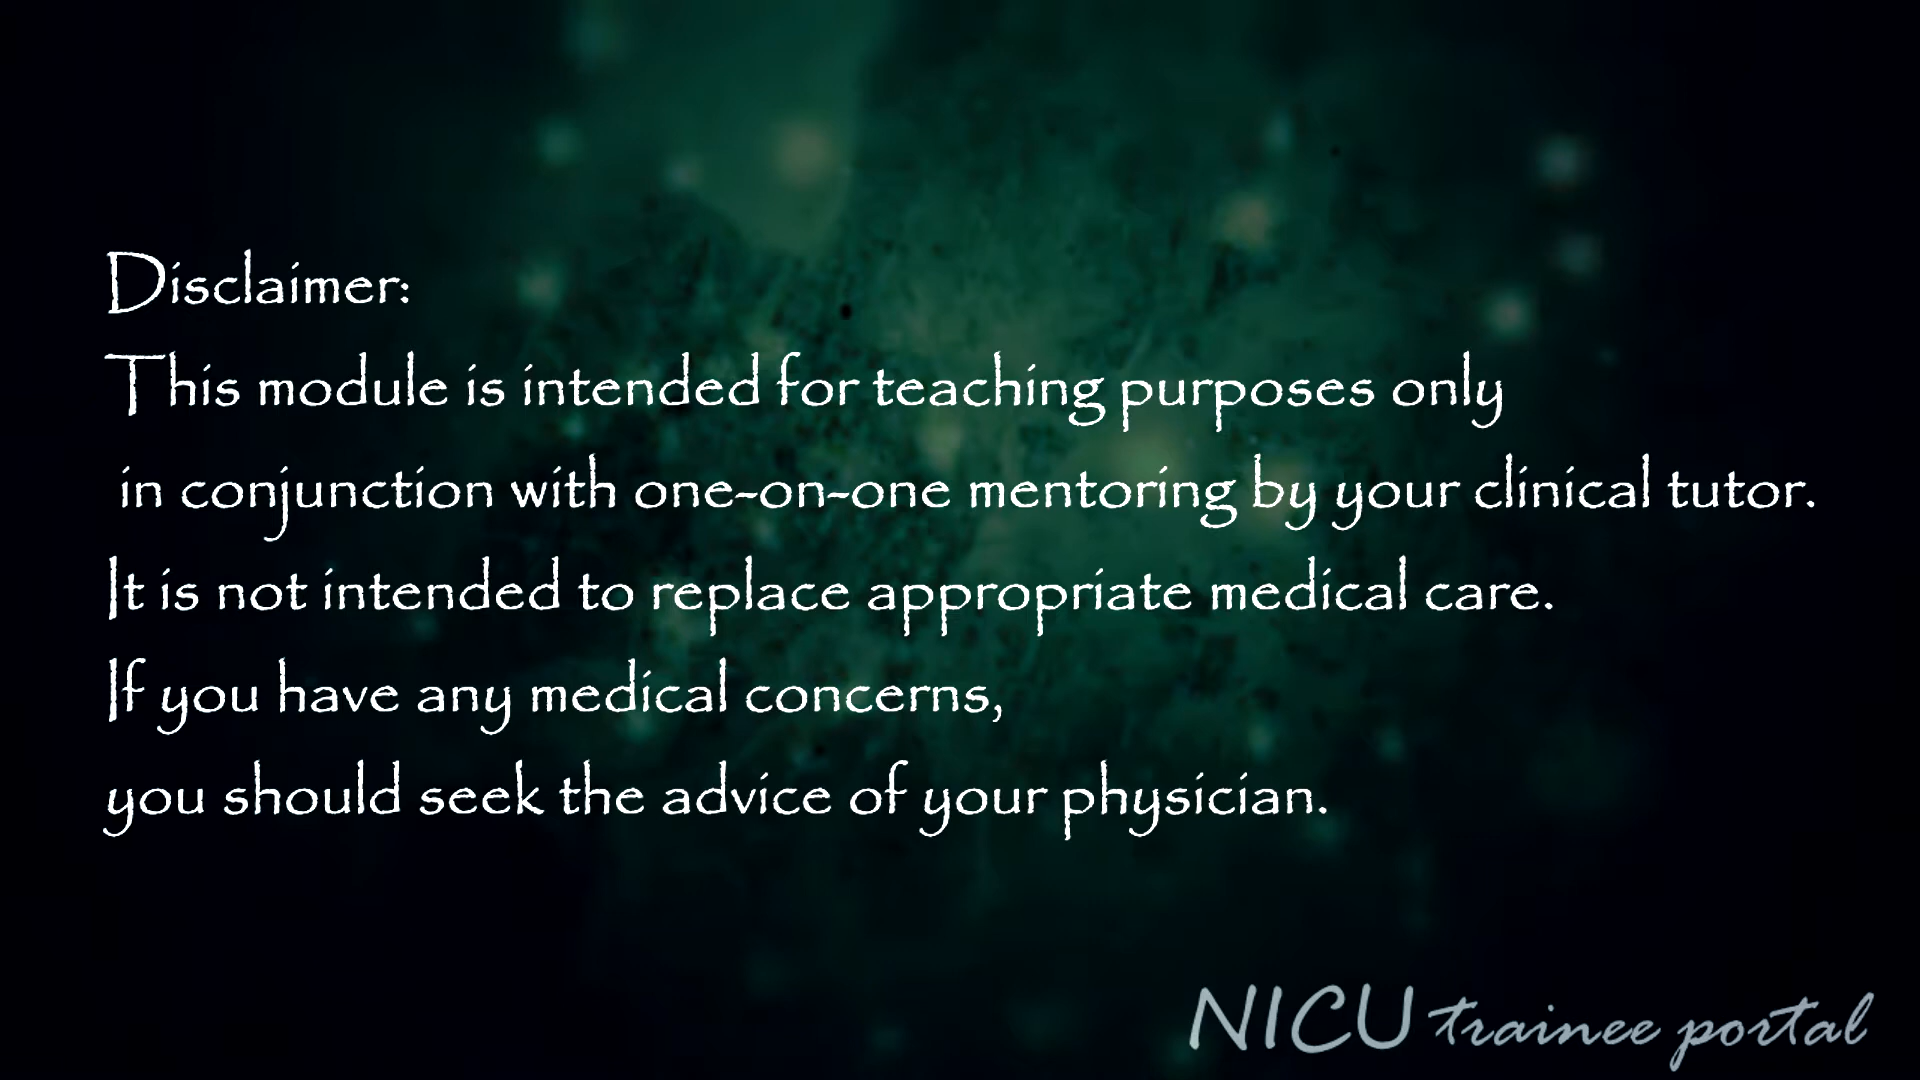 Disclaimer:
This module is intended for teaching purposes only
in conjunction with one-on-one mentoring by your clinical tutor.
It is not intended to replace appropriate medical care.
If you have any medical concerns,
you should seek the advice of your physician.
NICU trainee portal